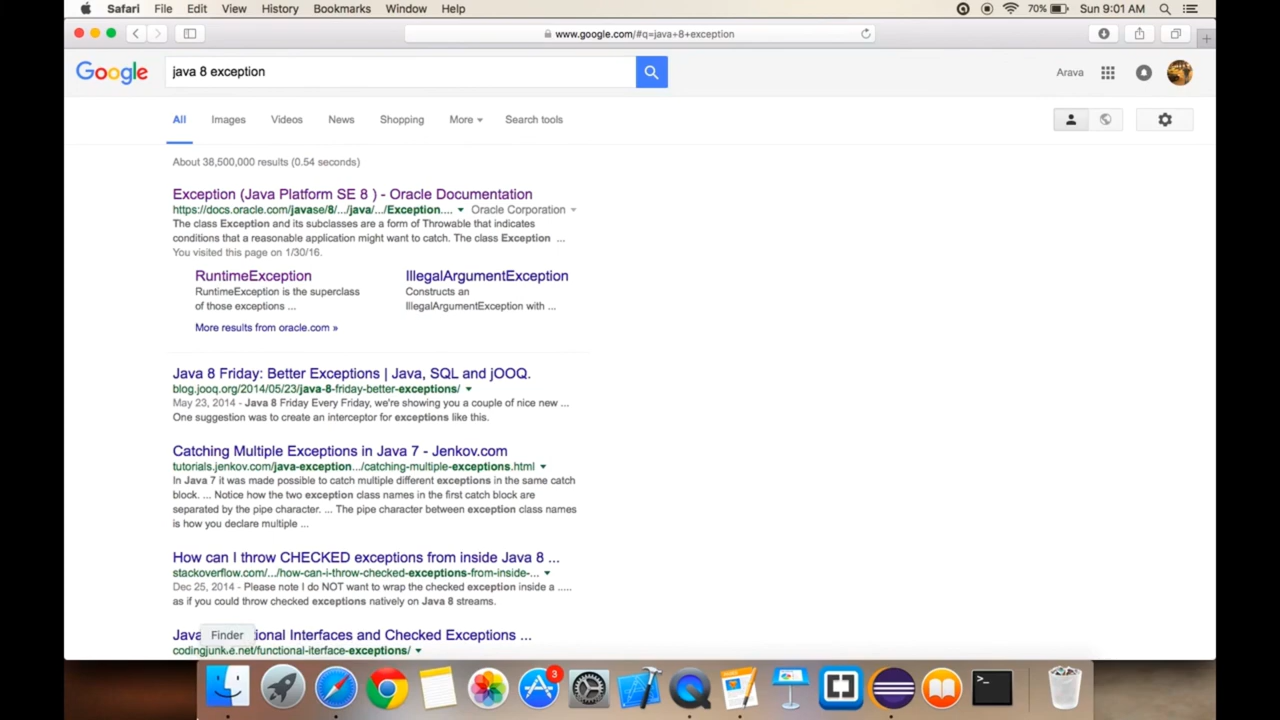 Safari File Edit View History Bookmarks Window Help 70% Sun 9:01 AM
www.google.com/#q=java+8+exception
Google java 8 exception Arava
All Images Videos News Shopping More Search tools
About 38,500,000 results (0.54 seconds)
Exception (Java Platform SE 8 ) - Oracle Documentation
https://docs.oracle.com/javase/8/.../java/.../Exception.... Oracle Corporation
The class Exception and its subclasses are a form of Throwable that indicates
conditions that a reasonable application might want to catch. The class Exception ...
You visited this page on 1/30/16.
RuntimeException
RuntimeException is the superclass
of those exceptions ...
IllegalArgumentException
Constructs an
IllegalArgumentException with ...
More results from oracle.com »
Java 8 Friday: Better Exceptions | Java, SQL and jOOQ.
blog.jooq.org/2014/05/23/java-8-friday-better-exceptions/
May 23, 2014 - Java 8 Friday Every Friday, we're showing you a couple of nice new ...
One suggestion was to create an interceptor for exceptions like this.
Catching Multiple Exceptions in Java 7 - Jenkov.com
tutorials.jenkov.com/java-exception.../catching-multiple-exceptions.html
In Java 7 it was made possible to catch multiple different exceptions in the same catch
block. ... Notice how the two exception class names in the first catch block are
separated by the pipe character. ... The pipe character between exception class names
is how you declare multiple ...
How can I throw CHECKED exceptions from inside Java 8 ...
stackoverflow.com/.../how-can-i-throw-checked-exceptions-from-inside-...
Dec 25, 2014 - Please note I do NOT want to wrap the checked exception inside a .....
as if you could throw checked exceptions natively on Java 8 streams.
Java Finder ional Interfaces and Checked Exceptions ...
codingjunkie.net/functional-iterface-exceptions/
3